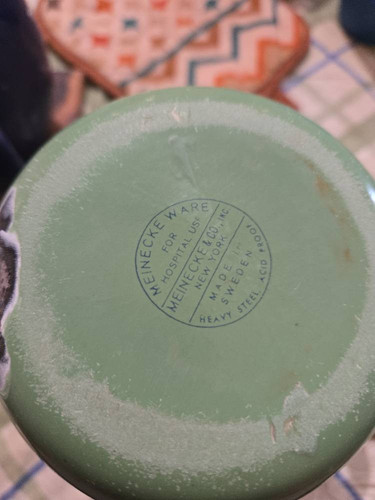 MEINECKE WARE
FOR
HOSPITAL USE
MEINECKE & CO., INC
NEW YORK
MADE IN
SWEDEN
HEAVY STEEL, ACID PROOF